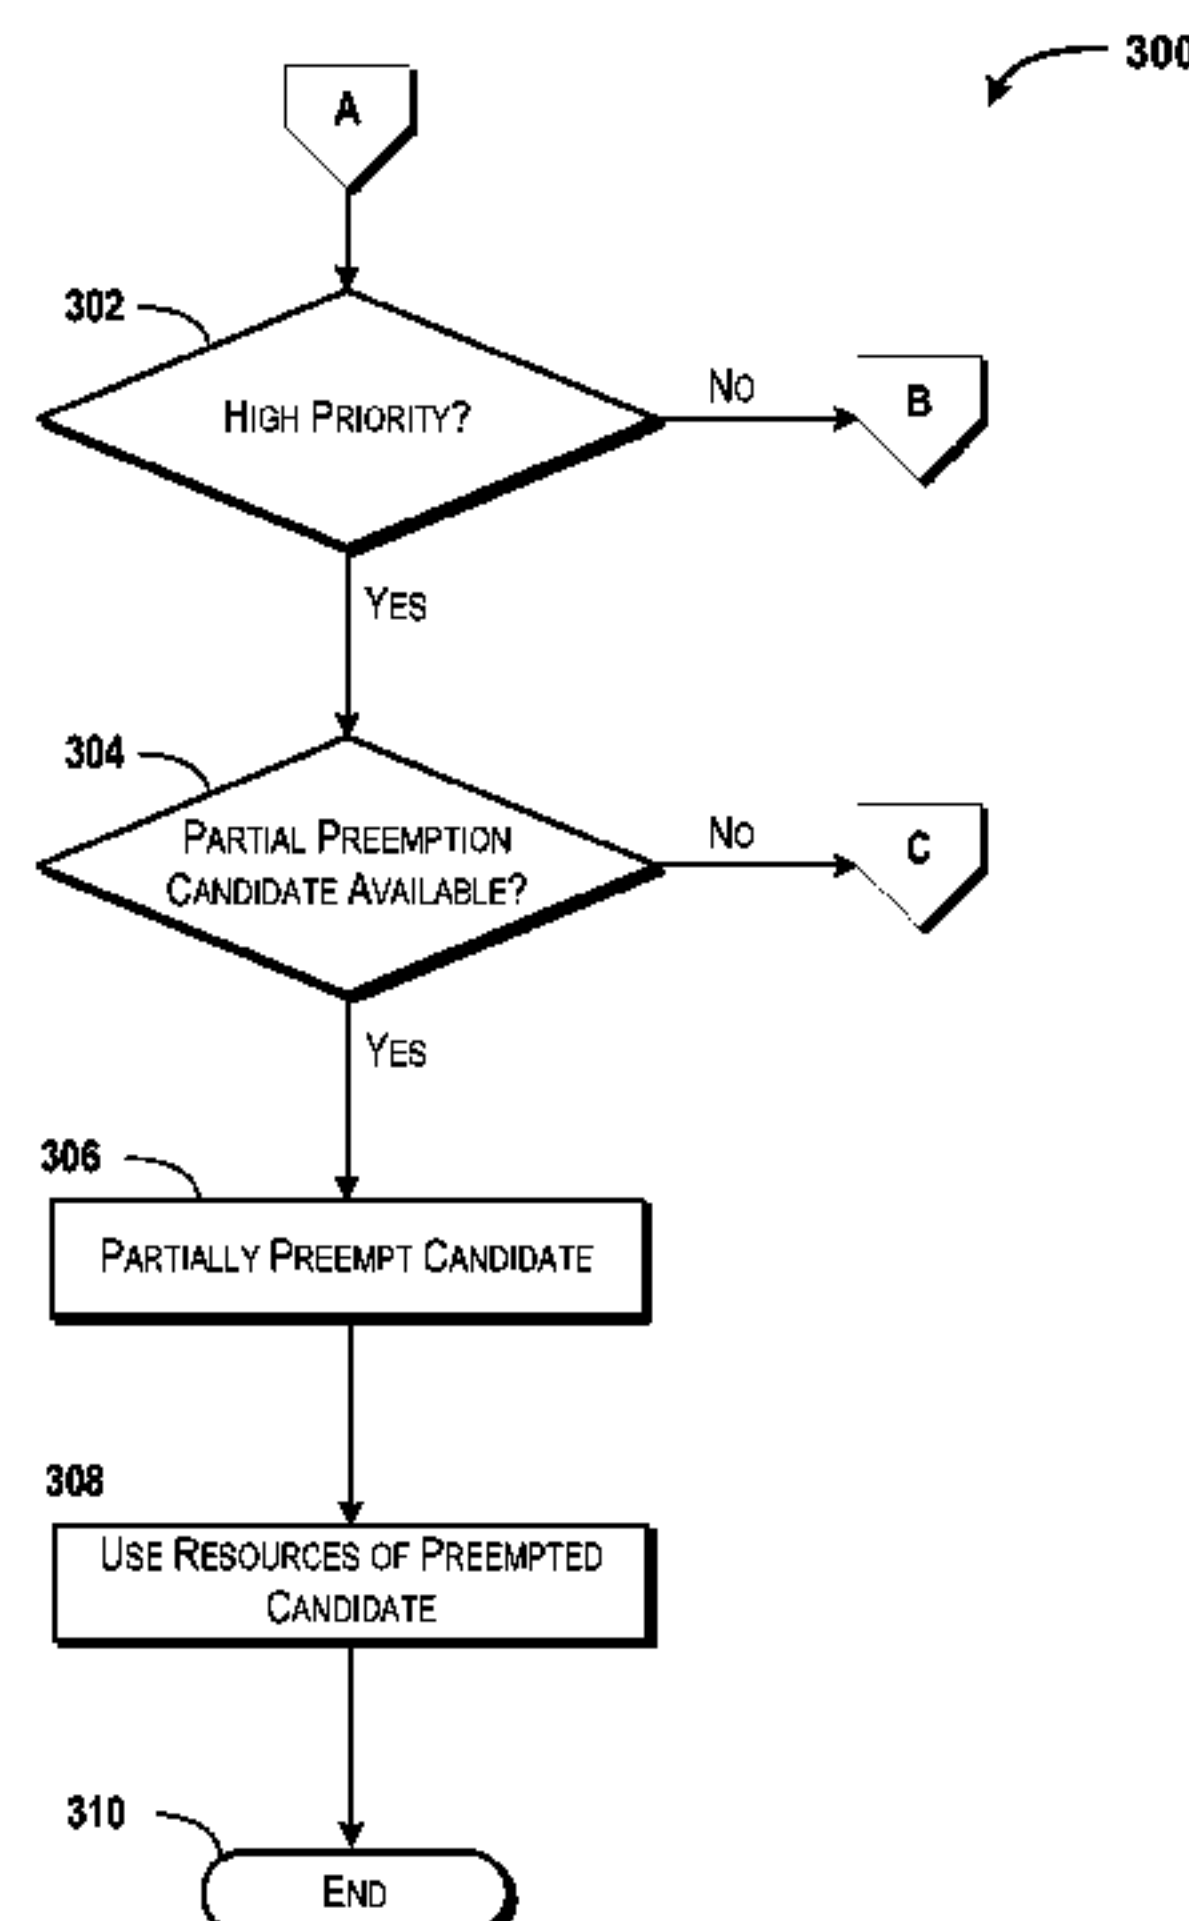 300
A
302
HIGH PRIORITY?
NO
B
YES
304
PARTIAL PREEMPTION
CANDIDATE AVAILABLE?
NO
C
YES
306
PARTIALLY PREEMPT CANDIDATE
308
USE RESOURCES OF PREEMPTED
CANDIDATE
310
END